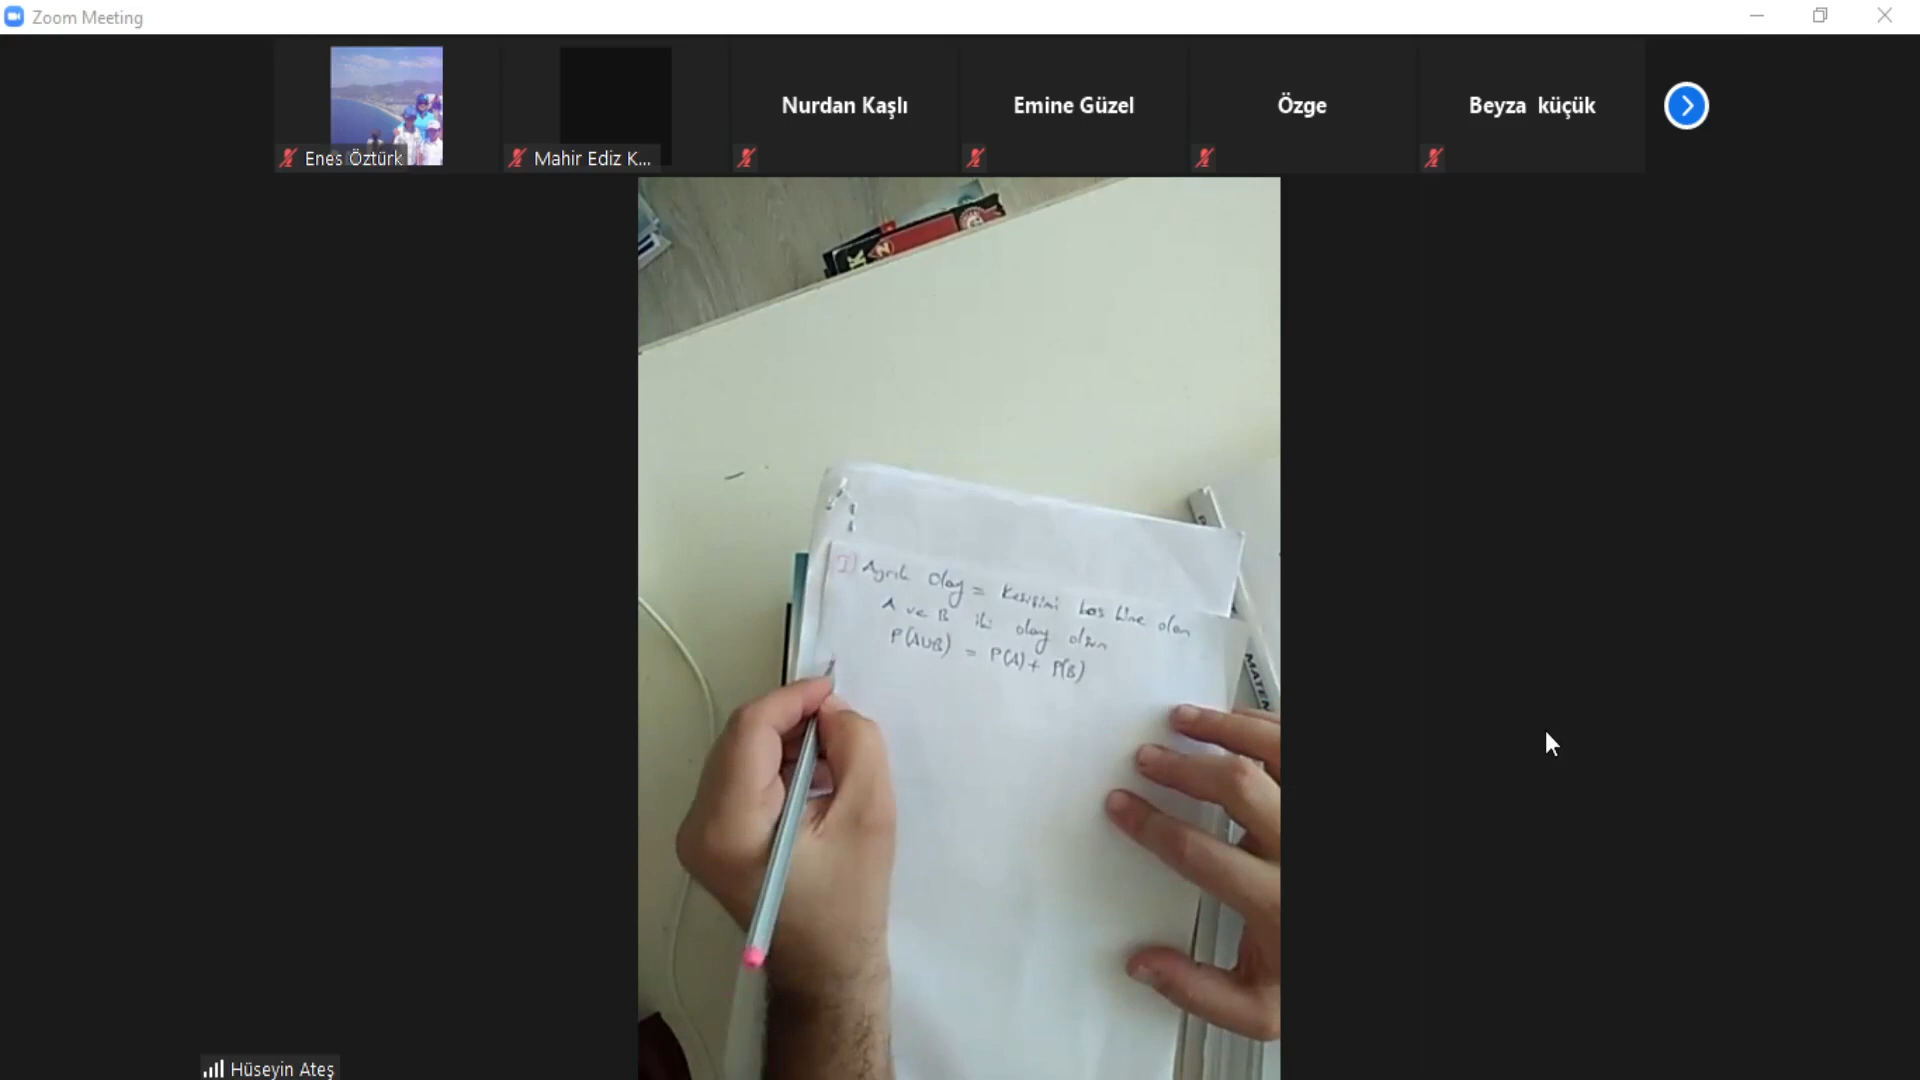 Zoom Meeting
Enes Öztürk
Mahir Ediz K...
Nurdan Kaşlı
Emine Güzel
Özge
Beyza küçük
I) Ayrık Olay = Kesişimi boş küme olan
A ve B iki olay olsun
P(A∪B) = P(A) + P(B)
MATEM
Hüseyin Ateş